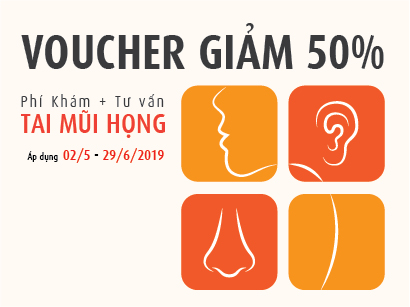 VOUCHER GIẢM 50%
Phí Khám + Tư vấn
TAI MŨI HỌNG
Áp dụng 02/5 - 29/6/2019